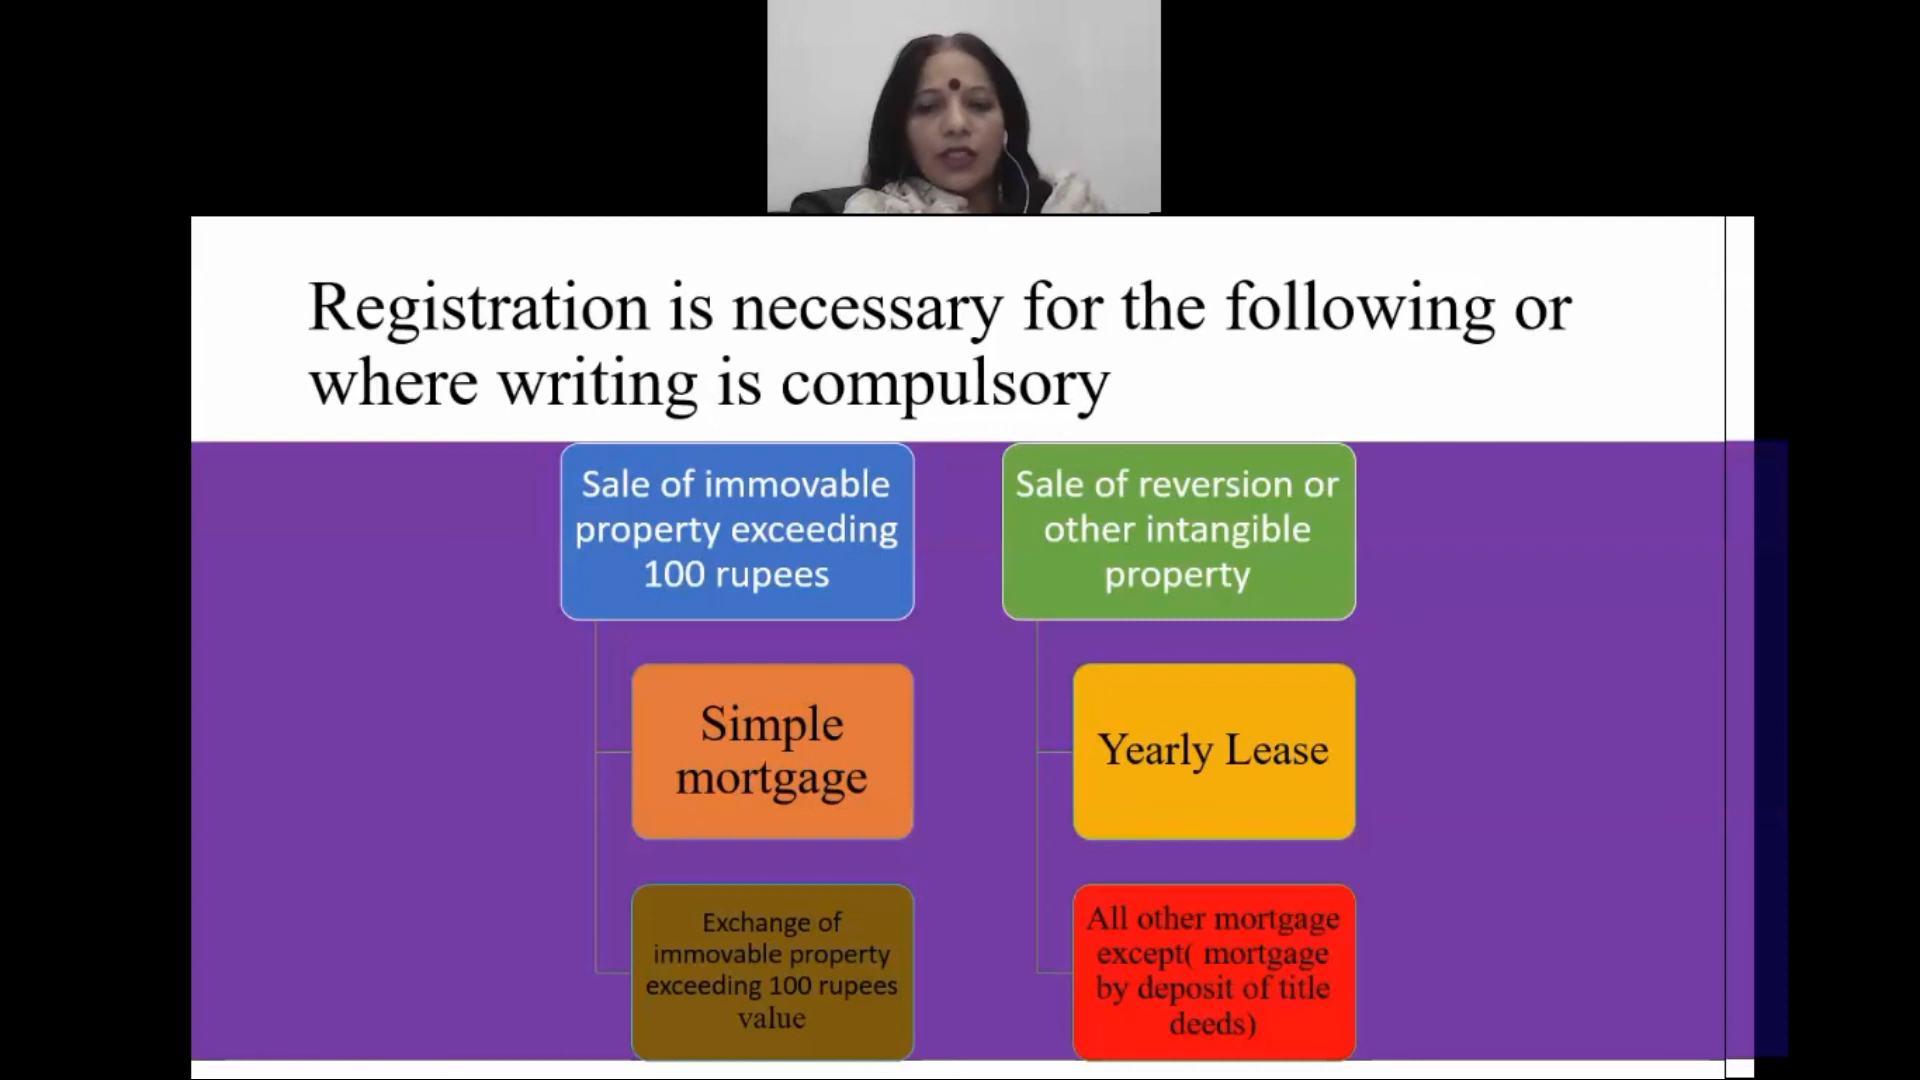 Registration is necessary for the following or
where writing is compulsory
Sale of immovable
property exceeding
100 rupees
Sale of reversion or
other intangible
property
Simple
mortgage
Yearly Lease
Exchange of
immovable property
exceeding 100 rupees
value
All other mortgage
except( mortgage
by deposit of title
deeds)